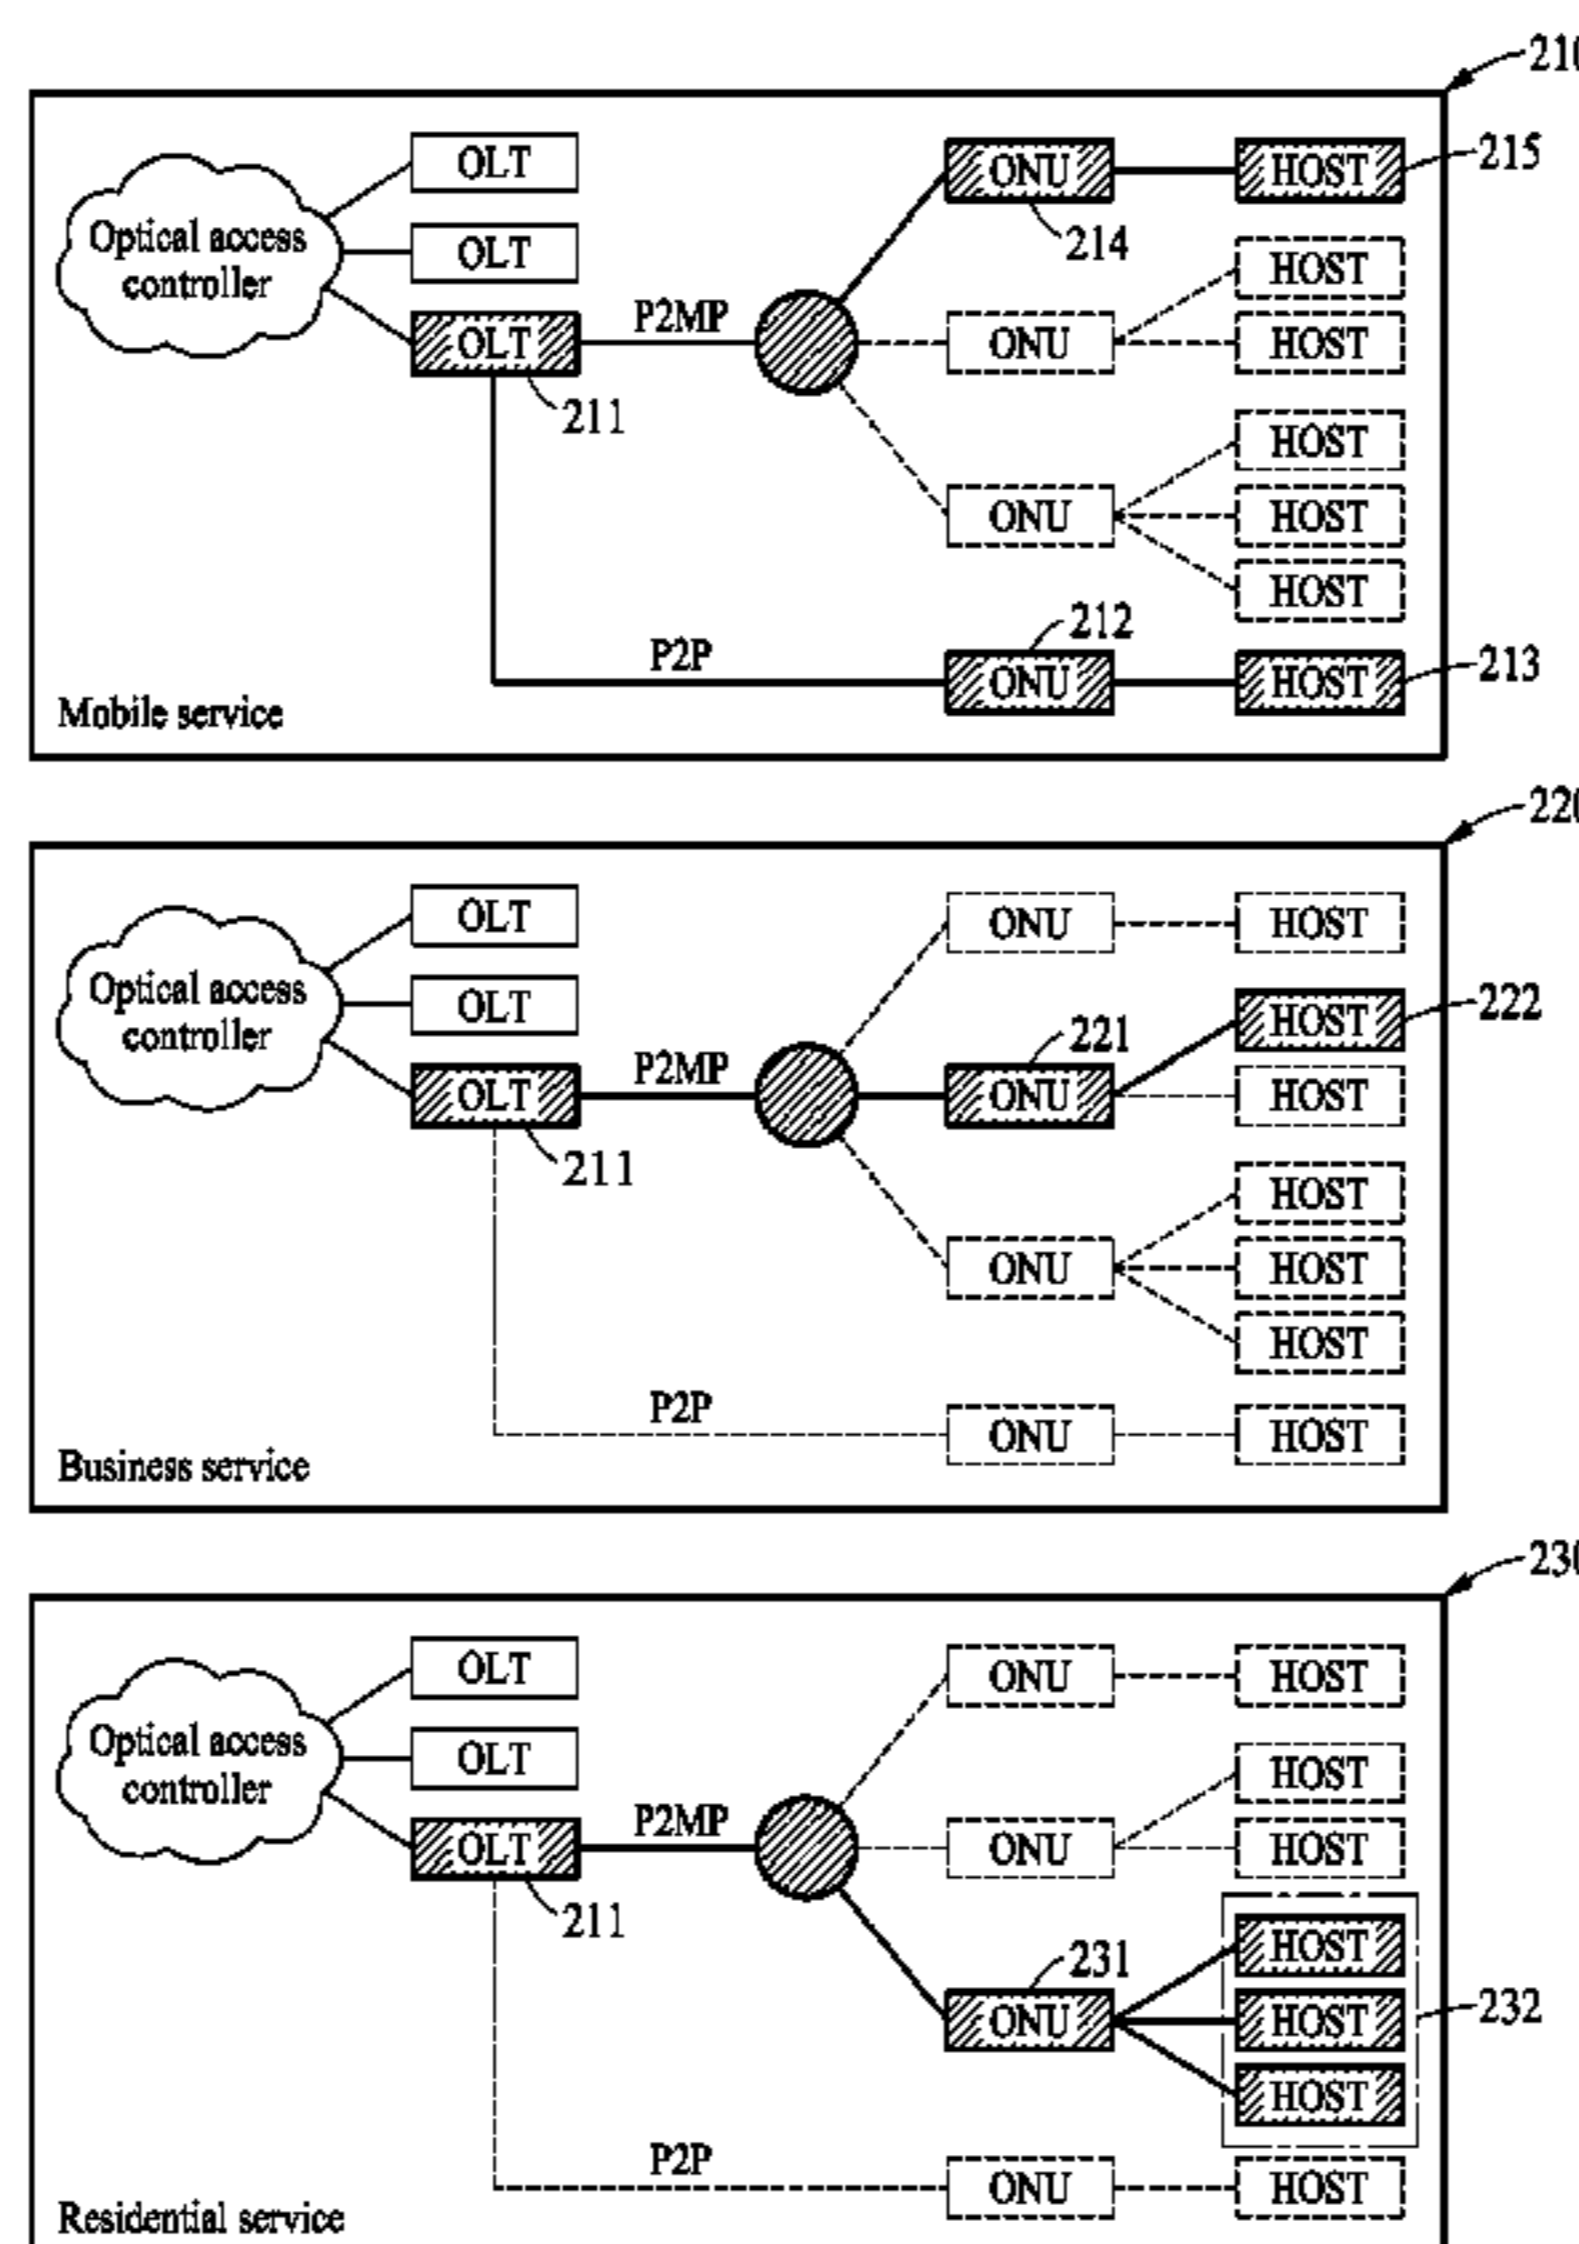 210
OLT
ONU
HOST
215
Optical access
controller
OLT
214
HOST
OLT
P2MP
ONU
HOST
211
HOST
ONU
HOST
HOST
212
P2P
ONU
HOST
213
Mobile service
220
OLT
ONU
HOST
Optical access
controller
OLT
221
HOST
222
OLT
P2MP
ONU
HOST
211
HOST
ONU
HOST
HOST
P2P
ONU
HOST
Business service
230
OLT
ONU
HOST
Optical access
controller
OLT
HOST
OLT
P2MP
ONU
HOST
211
231
HOST
ONU
HOST
232
HOST
P2P
ONU
HOST
Residential service